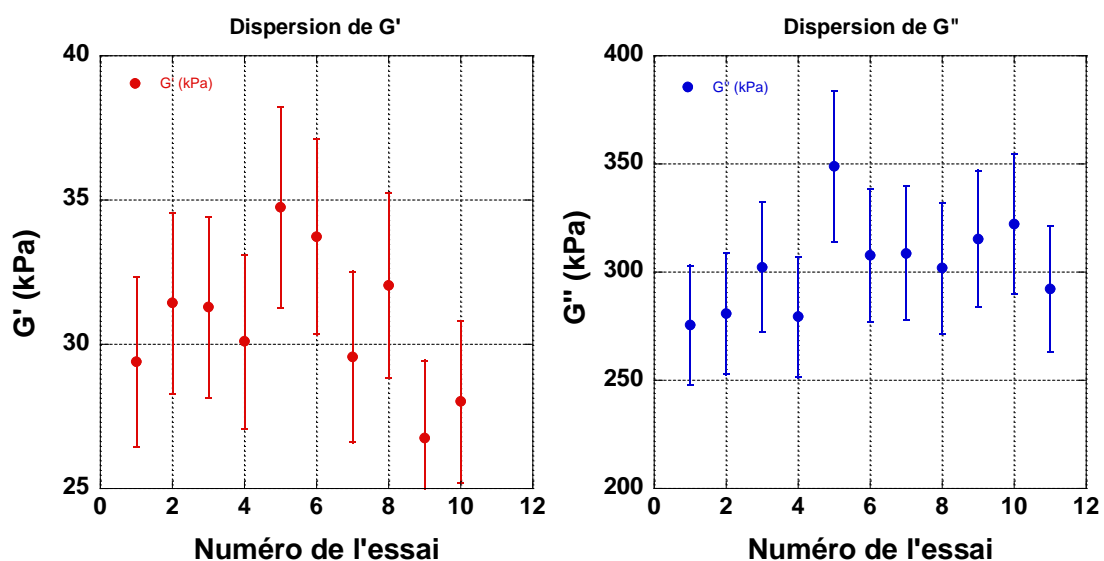 Dispersion de G'
40
35
30
25
G' (kPa)
G' (kPa)
0 2 4 6 8 10 12
Numéro de l'essai
Dispersion de G"
400
350
300
250
200
G'' (kPa)
G'' (kPa)
0 2 4 6 8 10 12
Numéro de l'essai